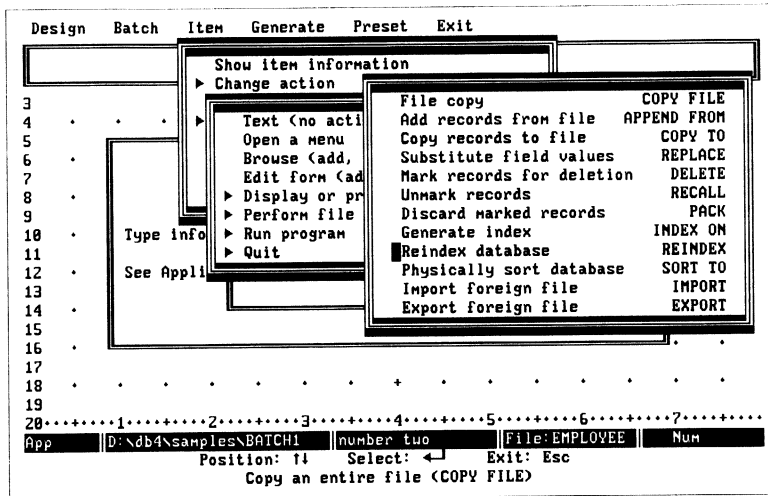 Design Batch Item Generate Preset Exit
Show item information
▶ Change action
3
4
5
6
7
8
9
10
11
12
13
14
15
16
17
18
19
Text (no acti
Open a menu
Browse (add,
Edit form (ad
▶ Display or pr
▶ Perform file
▶ Run program
▶ Quit
File copy COPY FILE
Add records from file APPEND FROM
Copy records to file COPY TO
Substitute field values REPLACE
Mark records for deletion DELETE
Unmark records RECALL
Discard marked records PACK
Generate index INDEX ON
Reindex database REINDEX
Physically sort database SORT TO
Import foreign file IMPORT
Export foreign file EXPORT
Type info
See Appli
20···+····1····+····2····+····3····+····4····+····5····+····6····+····7····+····
App D:\db4\samples\BATCH1 number two File:EMPLOYEE Num
Position: ↑↓ Select: ↵ Exit: Esc
Copy an entire file (COPY FILE)